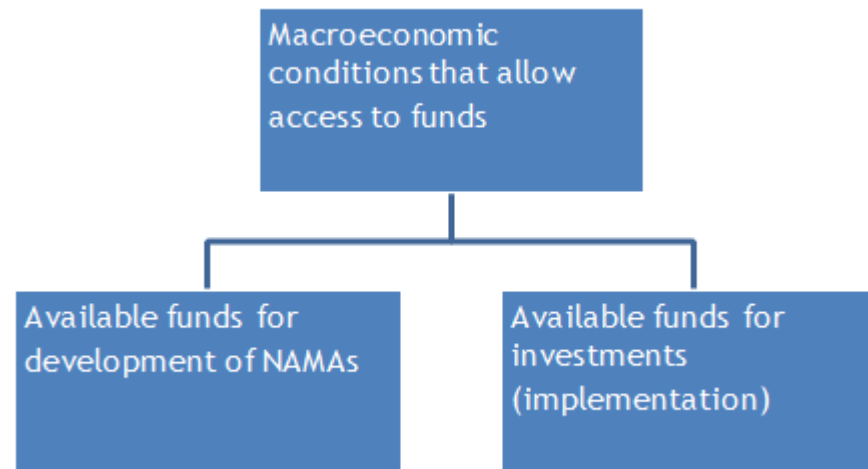 Macroeconomic
conditions that allow
access to funds
Available funds for
development of NAMAs
Available funds for
investments
(implementation)